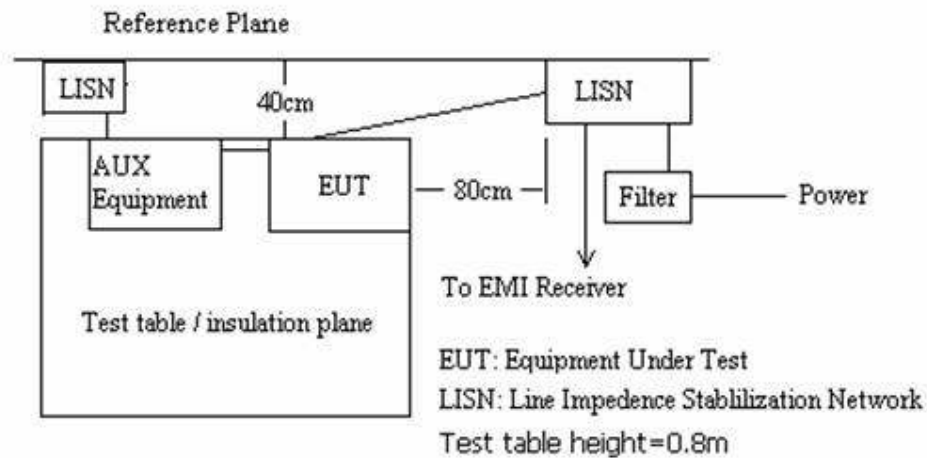 Reference Plane
LISN
40cm
LISN
AUX
Equipment
EUT
80cm
Filter
Power
To EMI Receiver
Test table / insulation plane
EUT: Equipment Under Test
LISN: Line Impedence Stablilization Network
Test table height=0.8m